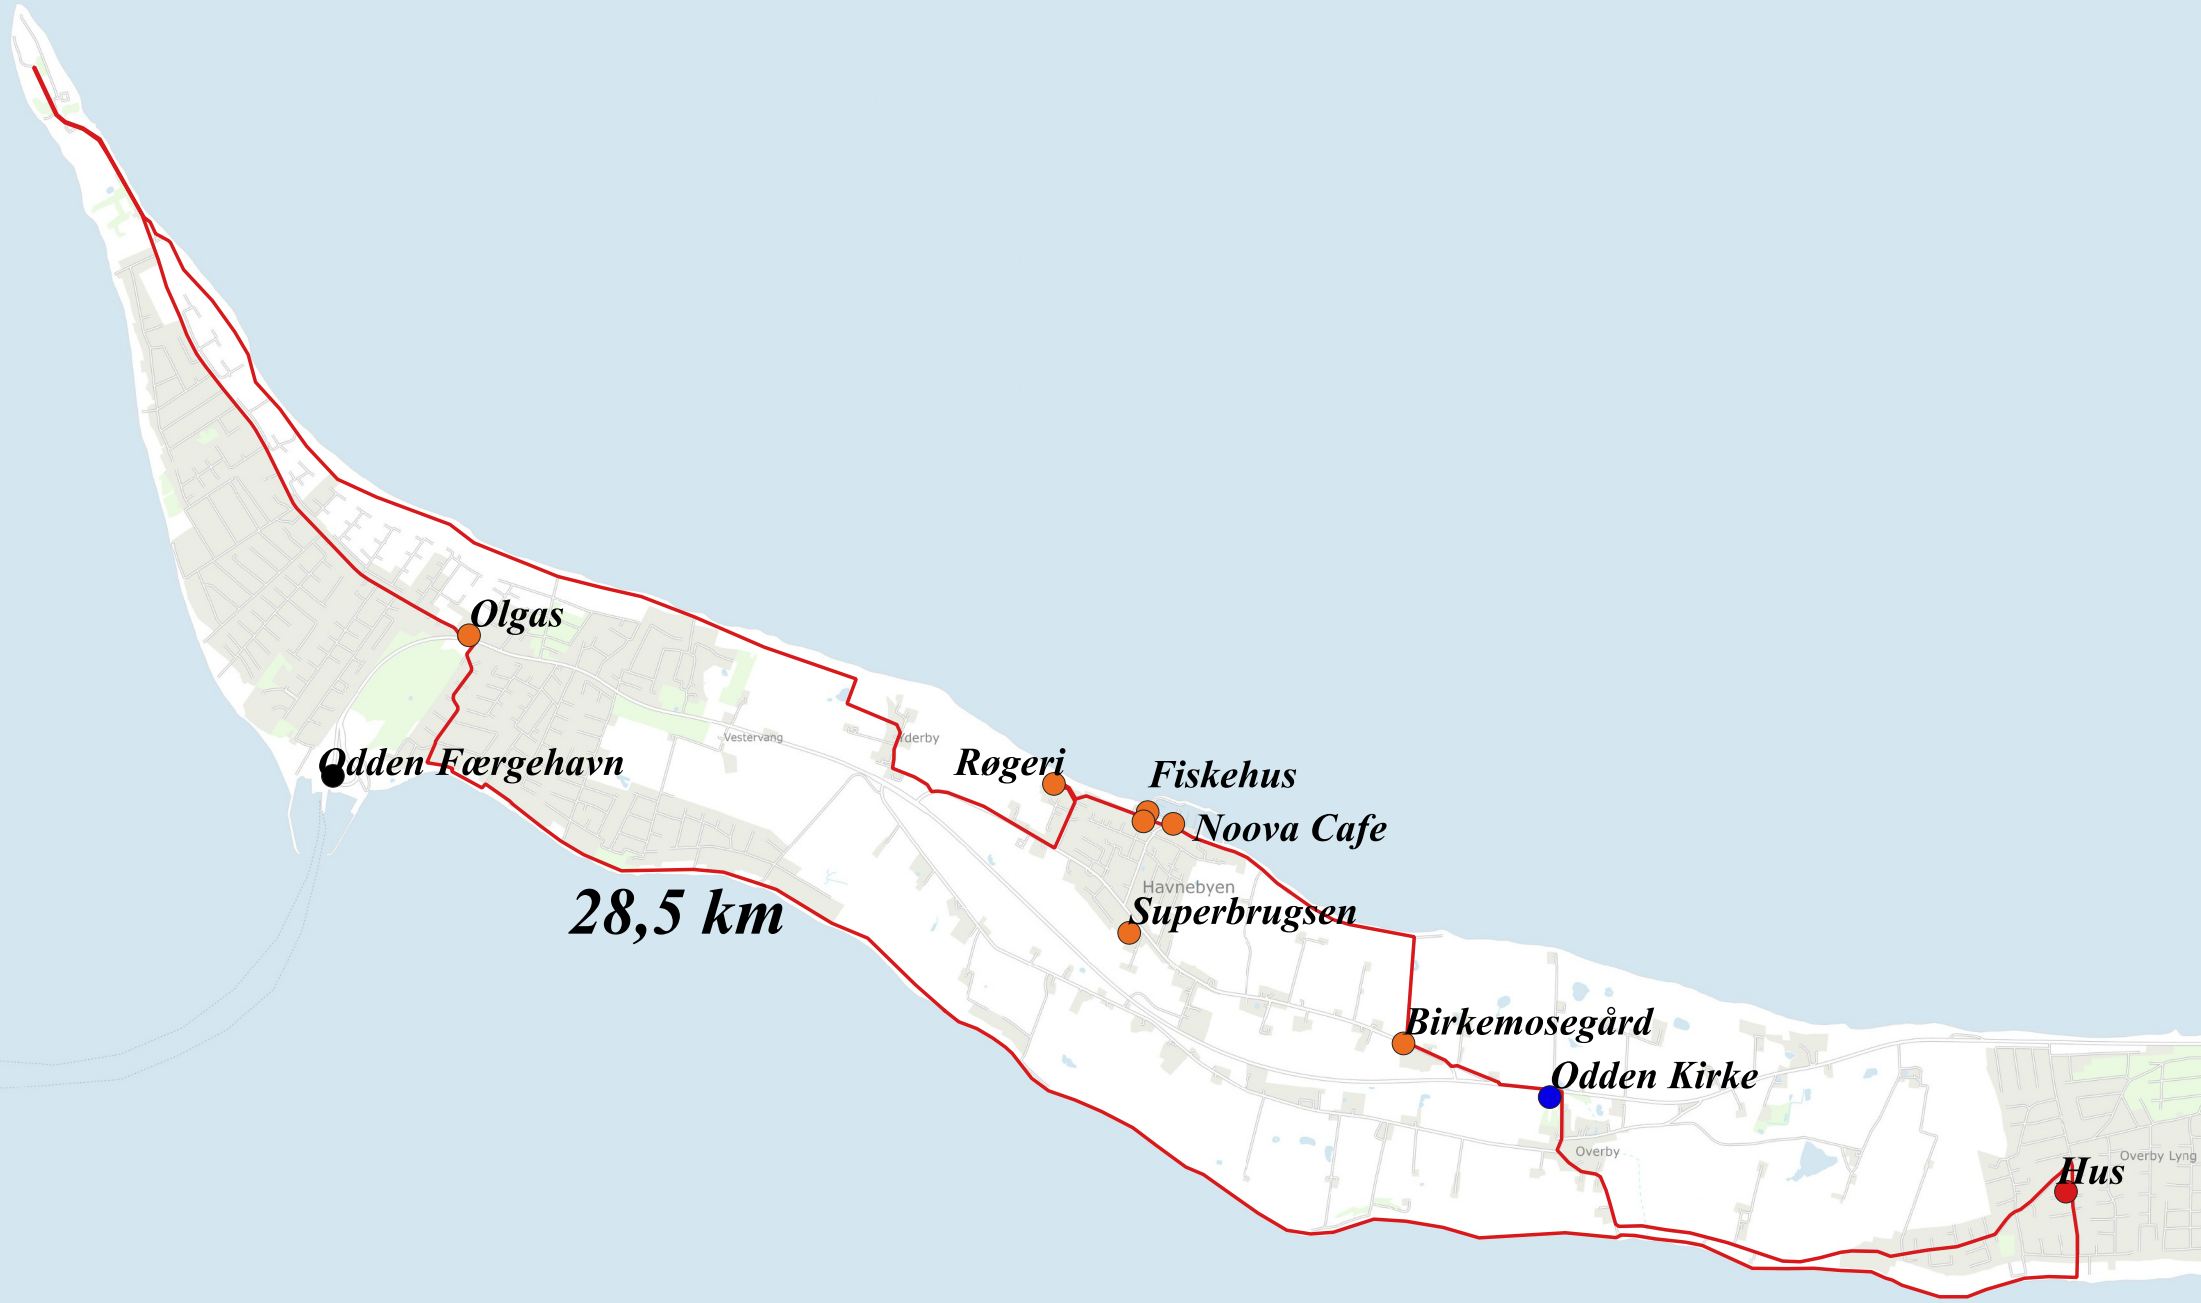 Olgas
Vestervang
Yderby
Odden Færgehavn
Røgeri
Fiskehus
Noova Cafe
Havnebyen
28,5 km
Superbrugsen
Birkemosegård
Odden Kirke
Overby
Overby Lyng
Hus